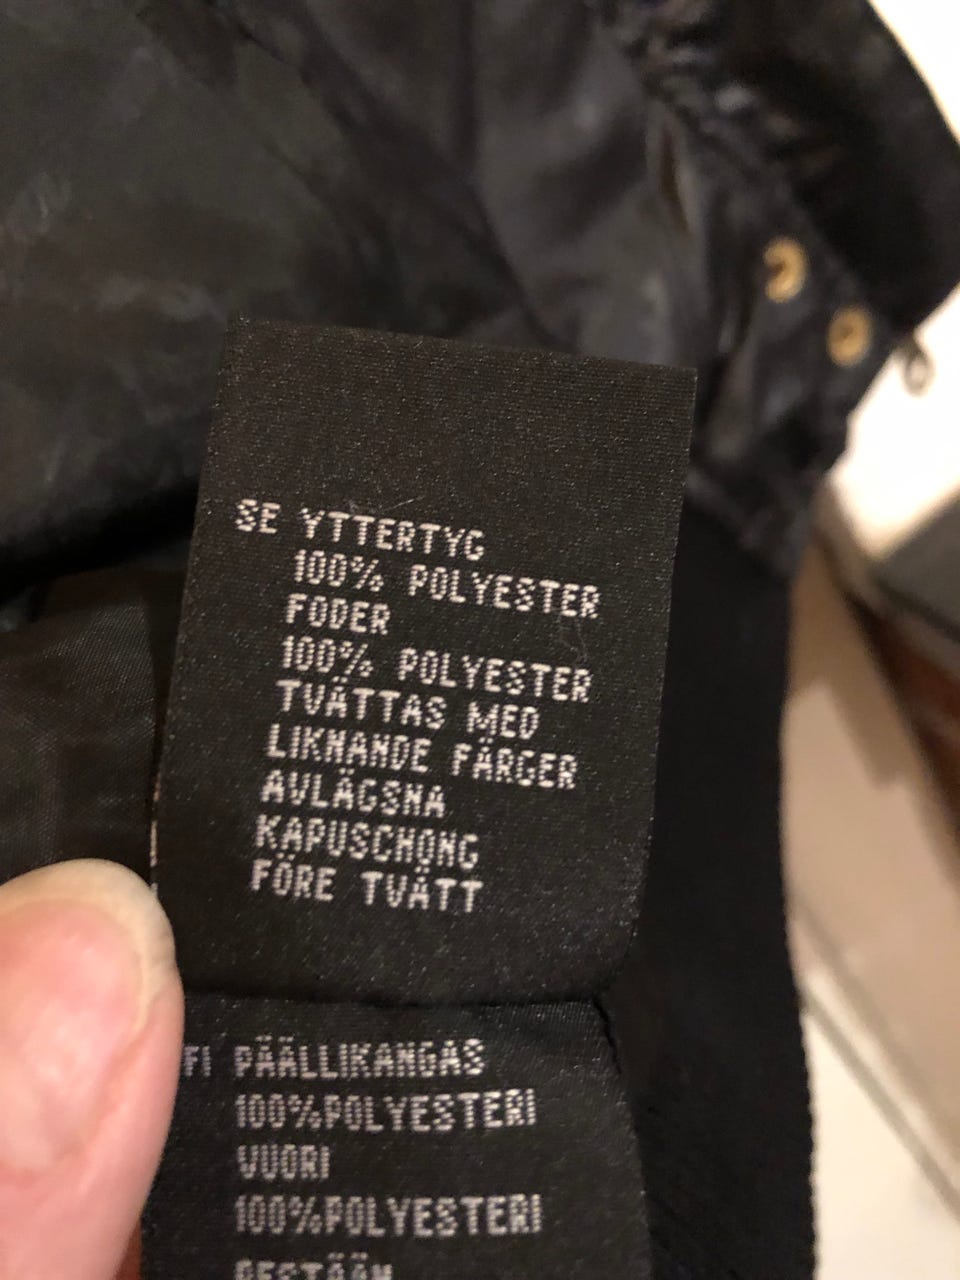 SE YTTERTYG
100% POLYESTER
FODER
100% POLYESTER
TVÄTTAS MED
LIKNANDE FÄRGER
AVLÄGSNA
KAPUSCHONG
FÖRE TVÄTT
FI PÄÄLLIKANGAS
100%POLYESTERI
VUORI
100%POLYESTERI